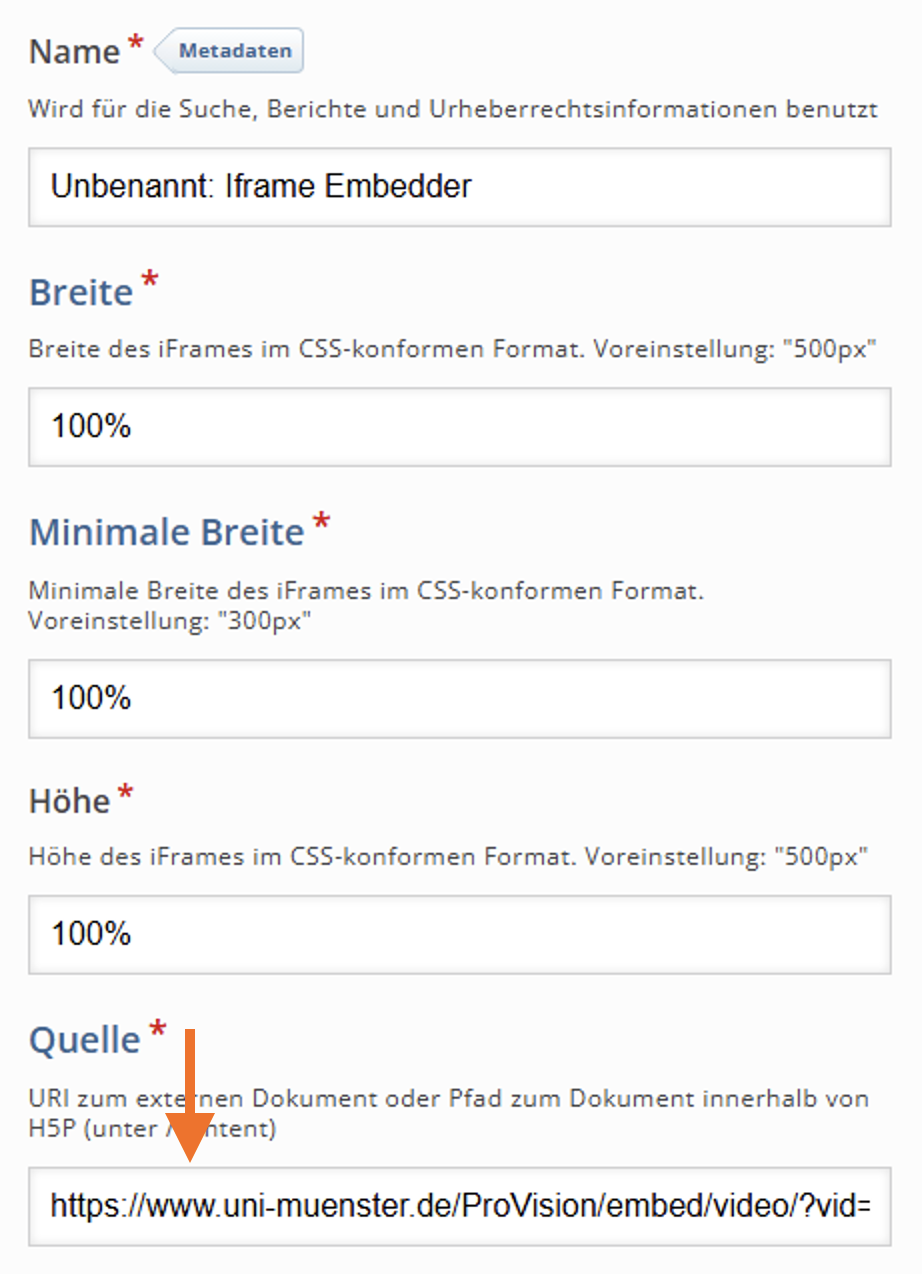 Name *
Metadaten
Wird für die Suche, Berichte und Urheberrechtsinformationen benutzt
Unbenannt: Iframe Embedder
Breite *
Breite des iFrames im CSS-konformen Format. Voreinstellung: "500px"
100%
Minimale Breite *
Minimale Breite des iFrames im CSS-konformen Format.
Voreinstellung: "300px"
100%
Höhe *
Höhe des iFrames im CSS-konformen Format. Voreinstellung: "500px"
100%
Quelle *
URI zum externen Dokument oder Pfad zum Dokument innerhalb von
H5P (unter /content)
https://www.uni-muenster.de/ProVision/embed/video/?vid=